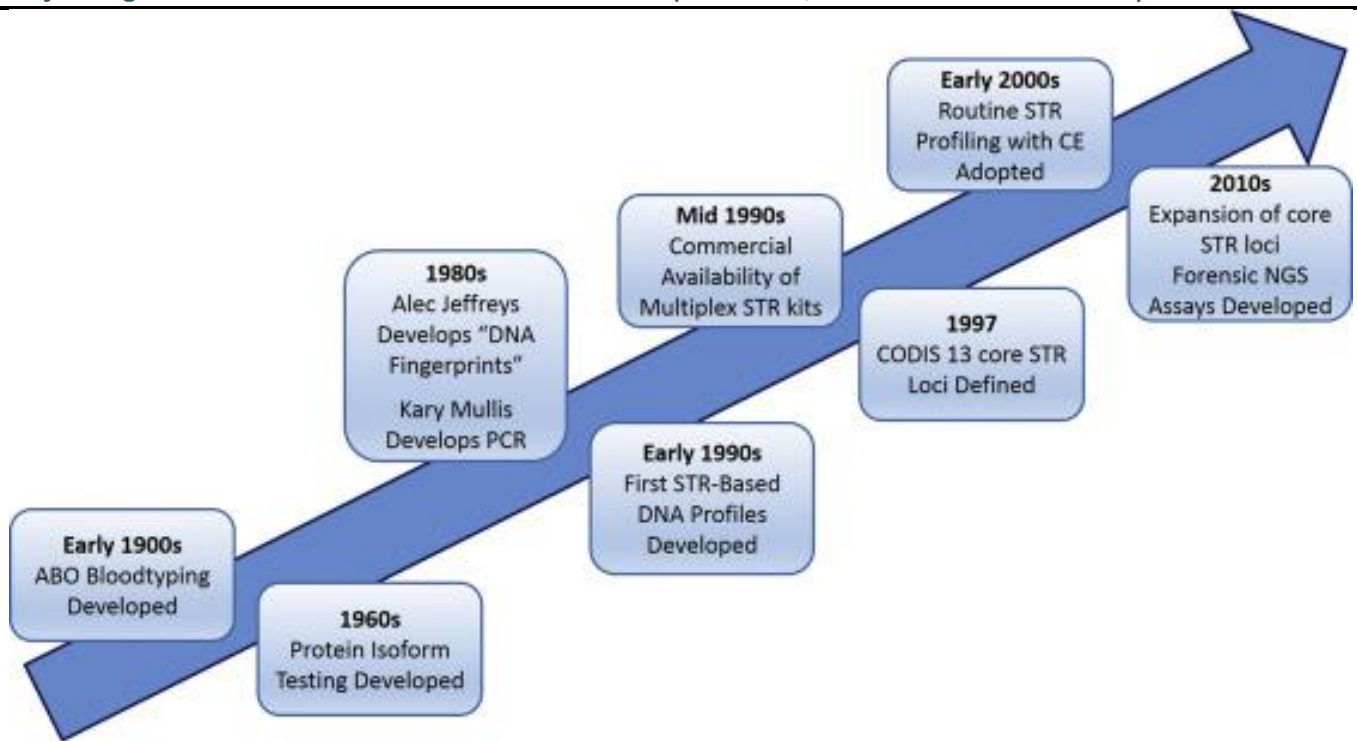 Early 1900s
ABO Bloodtyping
Developed
1960s
Protein Isoform
Testing Developed
1980s
Alec Jeffreys
Develops “DNA
Fingerprints”
Kary Mullis
Develops PCR
Early 1990s
First STR-Based
DNA Profiles
Developed
Mid 1990s
Commercial
Availability of
Multiplex STR kits
1997
CODIS 13 core STR
Loci Defined
Early 2000s
Routine STR
Profiling with CE
Adopted
2010s
Expansion of core
STR loci
Forensic NGS
Assays Developed